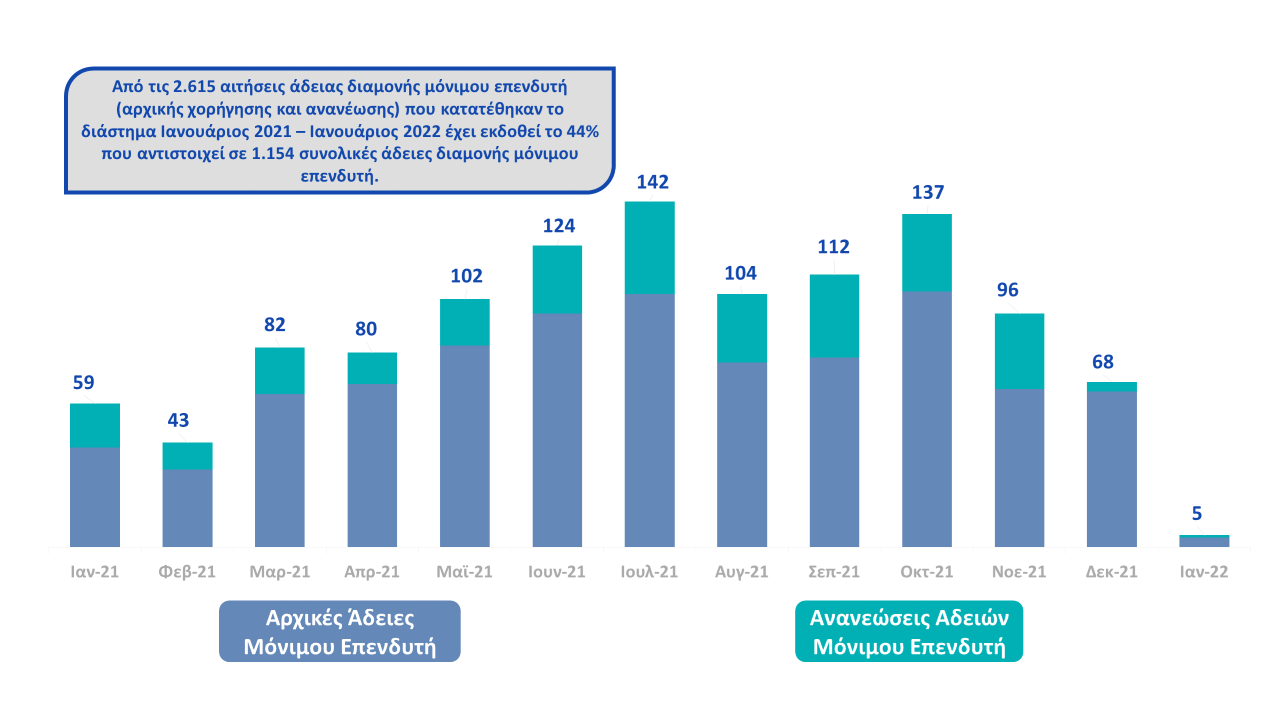 Από τις 2.615 αιτήσεις άδειας διαμονής μόνιμου επενδυτή
(αρχικής χορήγησης και ανανέωσης) που κατατέθηκαν το
διάστημα Ιανουάριος 2021 – Ιανουάριος 2022 έχει εκδοθεί το 44%
που αντιστοιχεί σε 1.154 συνολικές άδειες διαμονής μόνιμου
επενδυτή.
59
43
82
80
102
124
142
104
112
137
96
68
5
Ιαν-21
Φεβ-21
Μαρ-21
Απρ-21
Μαϊ-21
Ιουν-21
Ιουλ-21
Αυγ-21
Σεπ-21
Οκτ-21
Νοε-21
Δεκ-21
Ιαν-22
Αρχικές Άδειες
Μόνιμου Επενδυτή
Ανανεώσεις Αδειών
Μόνιμου Επενδυτή